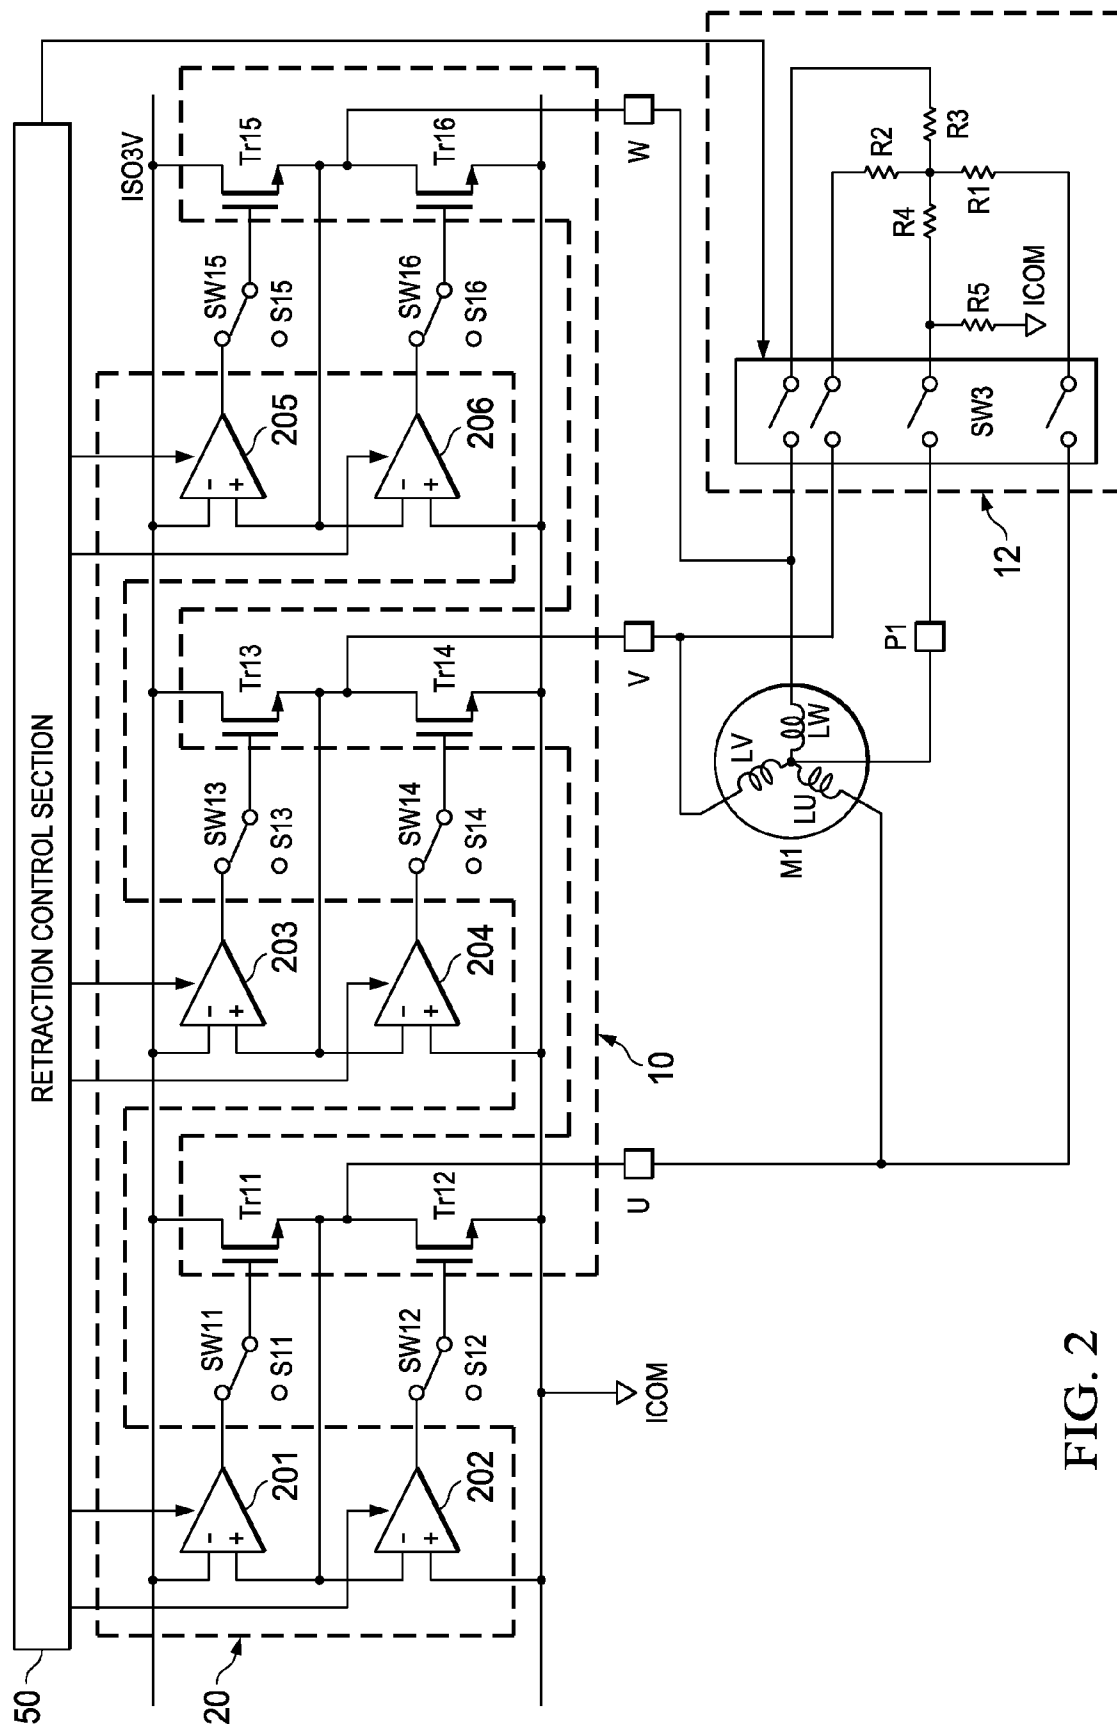 50
RETRACTION CONTROL SECTION
20
ISO3V
201
SW11
S11
Tr11
203
SW13
S13
Tr13
205
SW15
S15
Tr15
202
SW12
S12
Tr12
204
SW14
S14
Tr14
206
SW16
S16
Tr16
- +
- +
- +
- +
- +
- +
ICOM
U
10
V
W
M1
LV
LU
LW
P1
12
SW3
R5
ICOM
R4
R2
R1
R3
FIG. 2